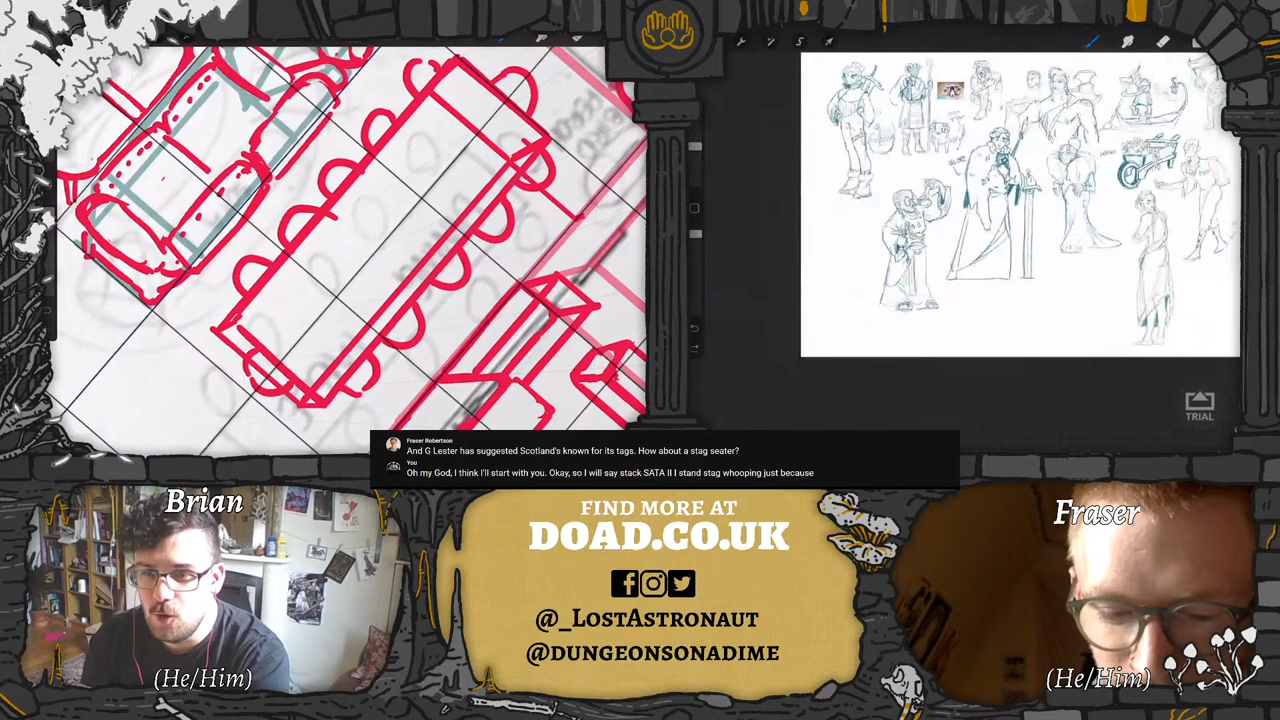 TRIAL
Fraser Robertson
And G Lester has suggested Scotland's known for its tags. How about a stag seater?
You
Oh my God, I think I'll start with you. Okay, so I will say stack SATA II I stand stag whooping just because
Brian
(He/Him)
FIND MORE AT
DOAD.CO.UK
@_LostAstronaut
@dungeonsonadime
Fraser
(He/Him)